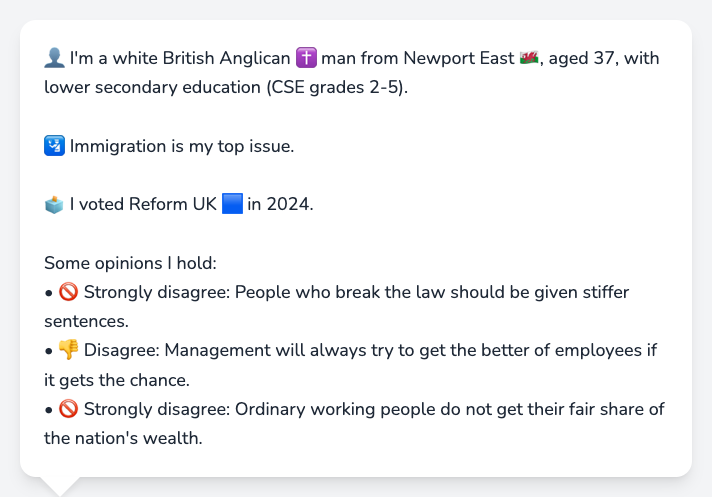 👤 I'm a white British Anglican ✝️ man from Newport East 🏴󠁧󠁢󠁷󠁬󠁳󠁿, aged 37, with
lower secondary education (CSE grades 2-5).
🛂 Immigration is my top issue.
🗳️ I voted Reform UK 🟦 in 2024.
Some opinions I hold:
• 🚫 Strongly disagree: People who break the law should be given stiffer
sentences.
• 👎 Disagree: Management will always try to get the better of employees if
it gets the chance.
• 🚫 Strongly disagree: Ordinary working people do not get their fair share of
the nation's wealth.